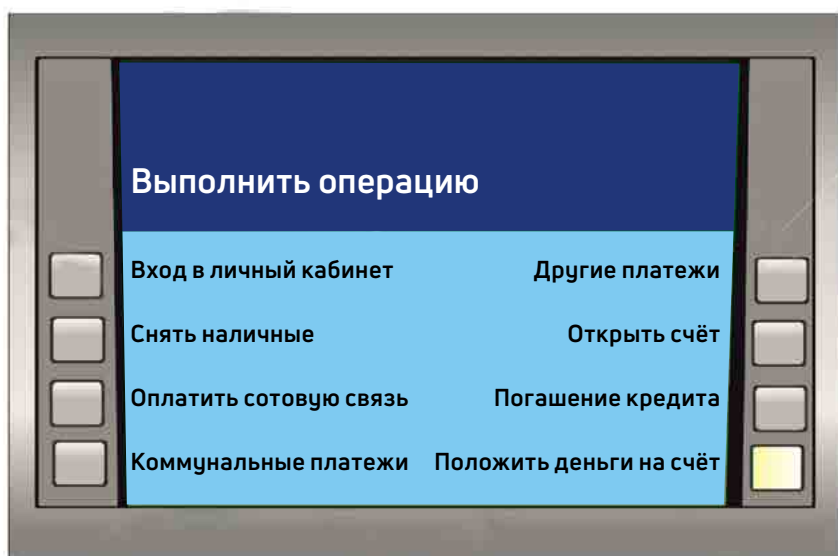 Выполнить операцию
Вход в личный кабинет
Другие платежи
Снять наличные
Открыть счёт
Оплатить сотовую связь
Погашение кредита
Коммунальные платежи
Положить деньги на счёт